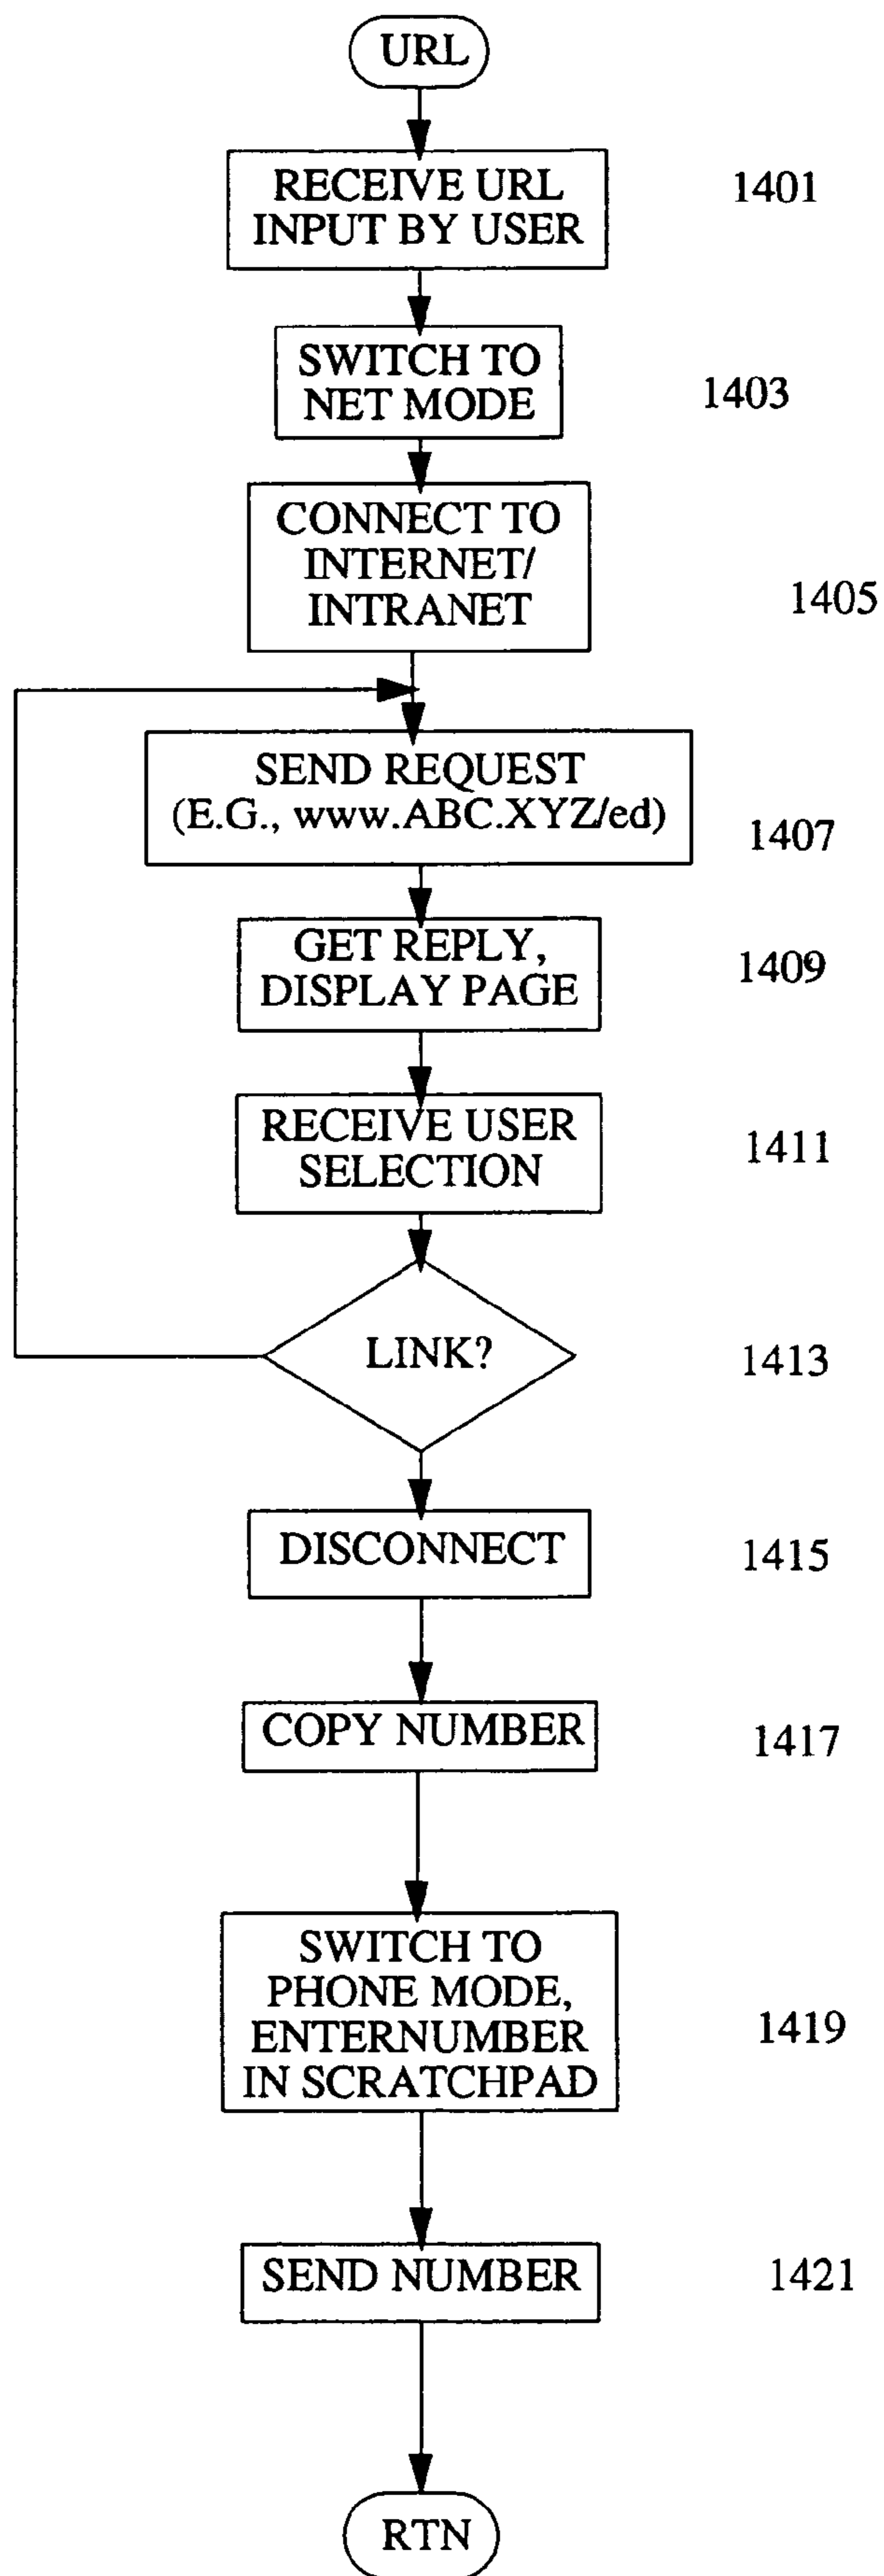 URL
RECEIVE URL
INPUT BY USER
1401
SWITCH TO
NET MODE
1403
CONNECT TO
INTERNET/
INTRANET
1405
SEND REQUEST
(E.G., www.ABC.XYZ/ed)
1407
GET REPLY,
DISPLAY PAGE
1409
RECEIVE USER
SELECTION
1411
LINK?
1413
DISCONNECT
1415
COPY NUMBER
1417
SWITCH TO
PHONE MODE,
ENTERNUMBER
IN SCRATCHPAD
1419
SEND NUMBER
1421
RTN